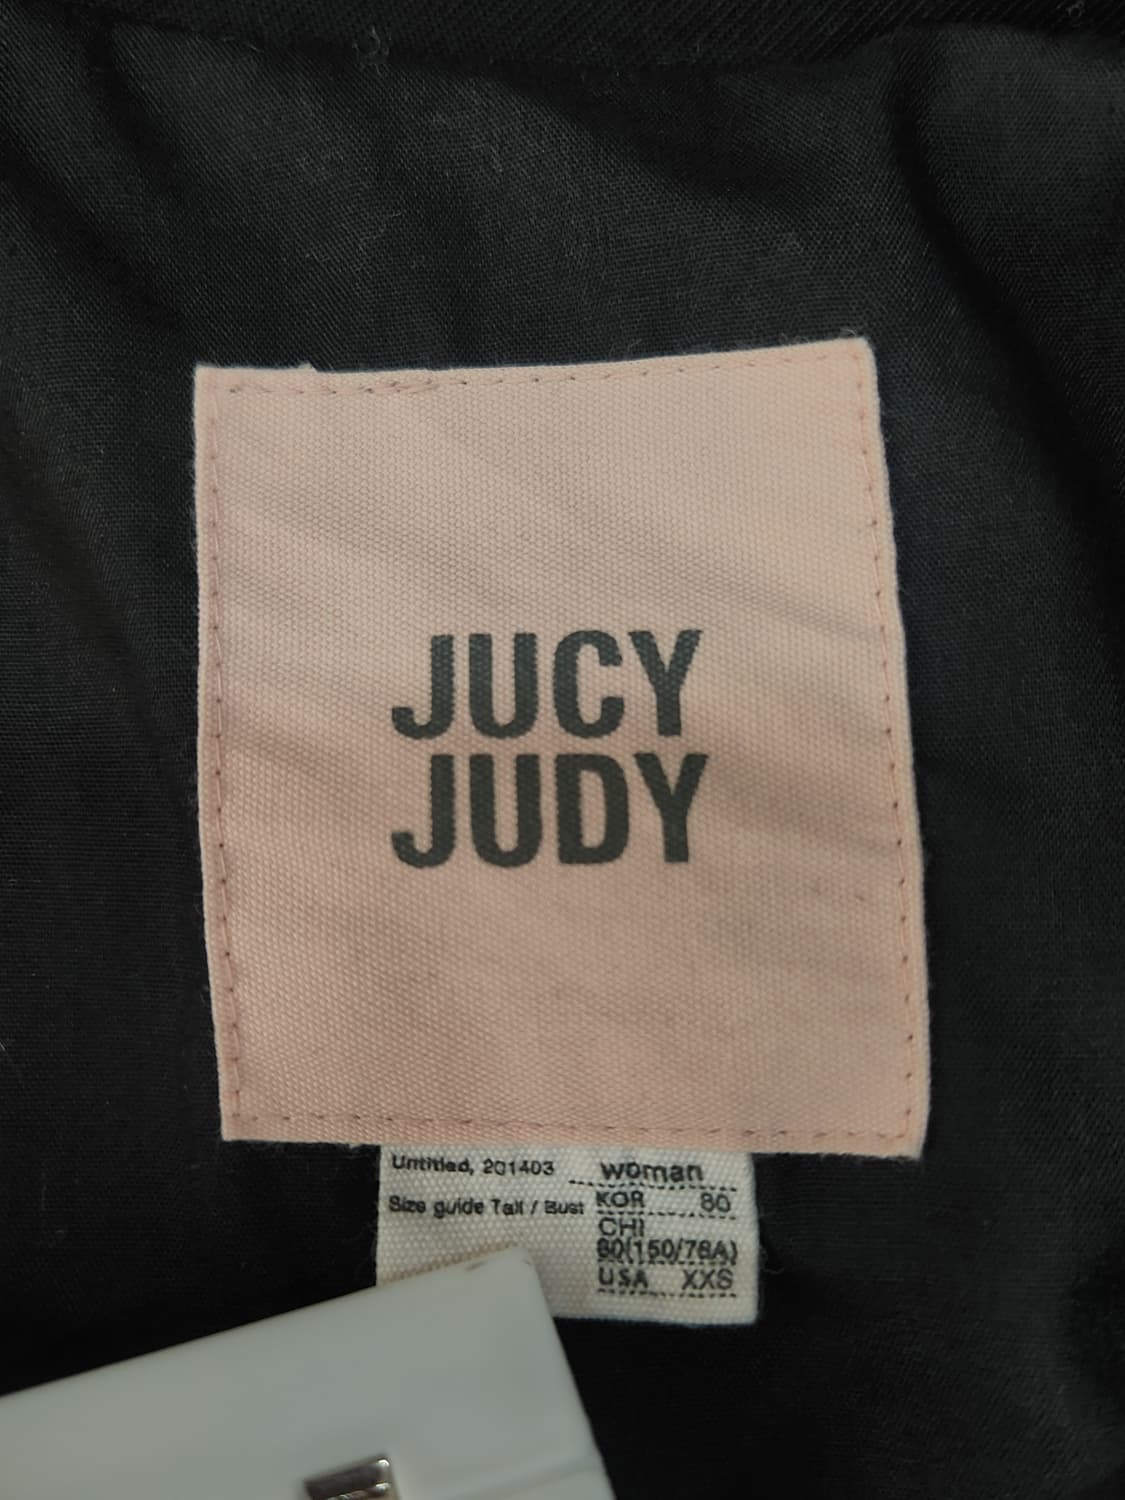 JUCY
JUDY
Untitled, 201403 woman
Size guide Tall / Bust KOR 80
CHI
80(150/76A)
USA XXS